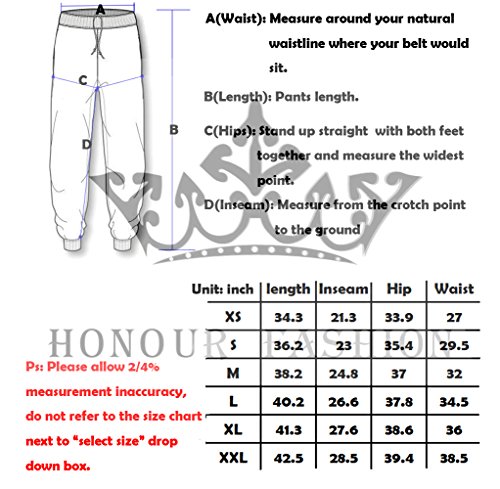 A
A(Waist): Measure around your natural
waistline where your belt would
sit.
B(Length): Pants length.
C(Hips): Stand up straight with both feet
together and measure the widest
point.
D(Inseam): Measure from the crotch point
to the ground
C
B
D
Unit: inch length Inseam Hip Waist
XS 34.3 21.3 33.9 27
S 36.2 23 35.4 29.5
M 38.2 24.8 37 32
L 40.2 26.6 37.8 34.5
XL 41.3 27.6 38.6 36
XXL 42.5 28.5 39.4 38.5
HONOUR FASHION
Ps: Please allow 2/4%
measurement inaccuracy,
do not refer to the size chart
next to “select size” drop
down box.